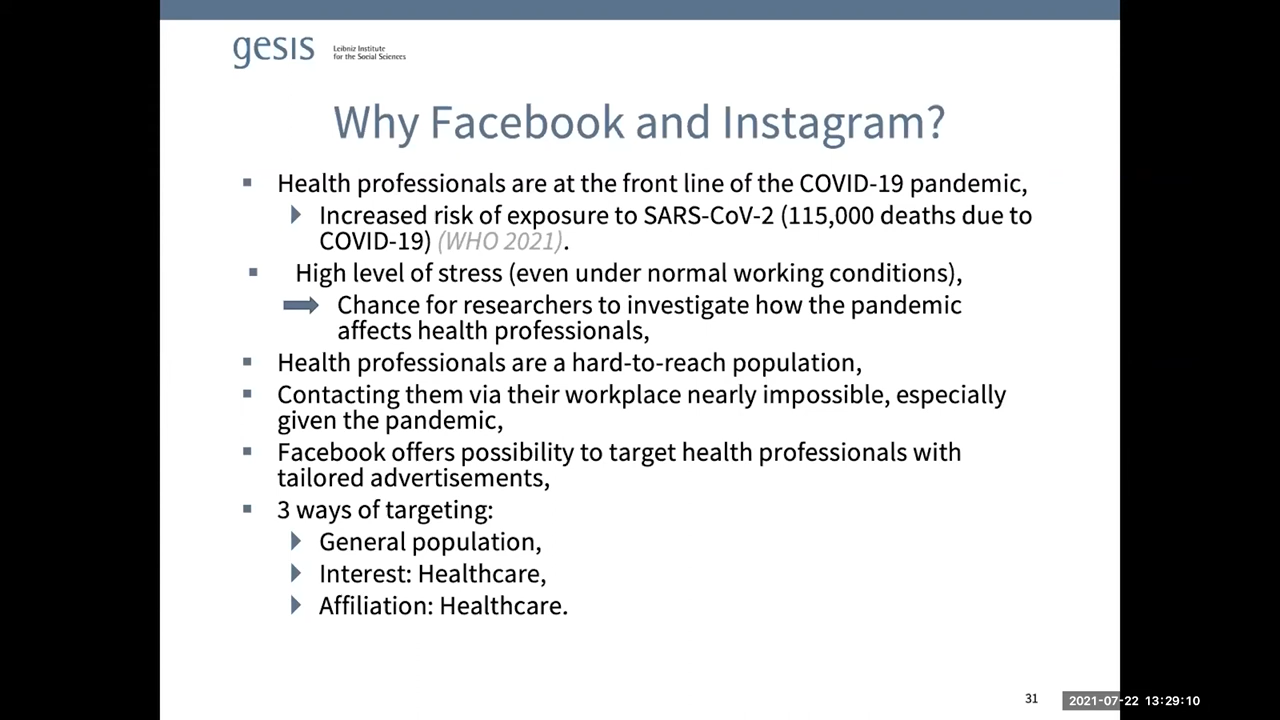 gesis
Leibniz Institute
for the Social Sciences
Why Facebook and Instagram?
Health professionals are at the front line of the COVID-19 pandemic,
Increased risk of exposure to SARS-CoV-2 (115,000 deaths due to
COVID-19) (WHO 2021).
High level of stress (even under normal working conditions),
Chance for researchers to investigate how the pandemic
affects health professionals,
Health professionals are a hard-to-reach population,
Contacting them via their workplace nearly impossible, especially
given the pandemic,
Facebook offers possibility to target health professionals with
tailored advertisements,
3 ways of targeting:
General population,
Interest: Healthcare,
Affiliation: Healthcare.
31
2021-07-22 13:29:10